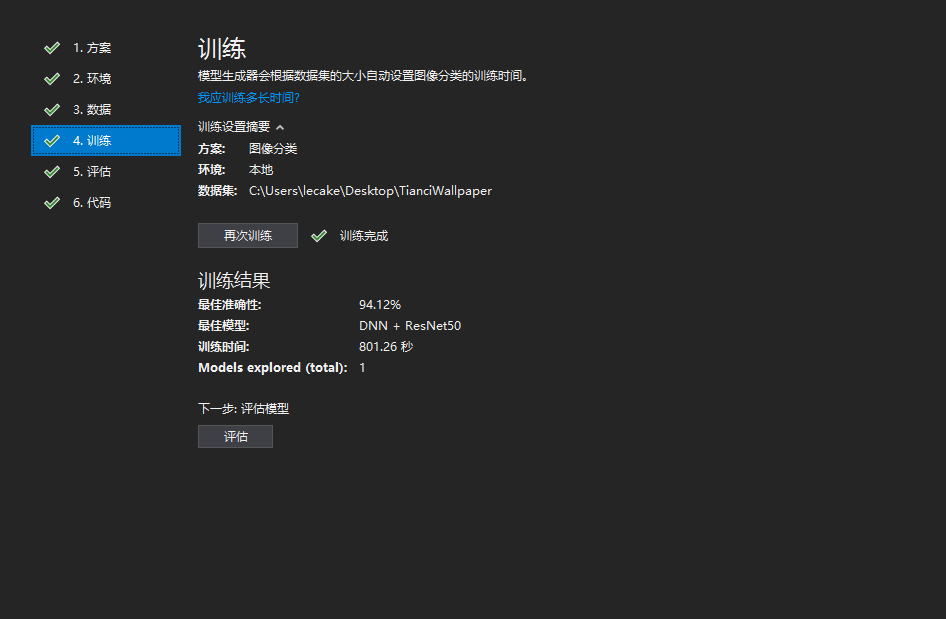 1. 方案
2. 环境
3. 数据
4. 训练
5. 评估
6. 代码
训练
模型生成器会根据数据集的大小自动设置图像分类的训练时间。
我应训练多长时间?
训练设置摘要
方案: 图像分类
环境: 本地
数据集: C:\Users\lecake\Desktop\TianciWallpaper
再次训练 训练完成
训练结果
最佳准确性: 94.12%
最佳模型: DNN + ResNet50
训练时间: 801.26 秒
Models explored (total): 1
下一步: 评估模型
评估